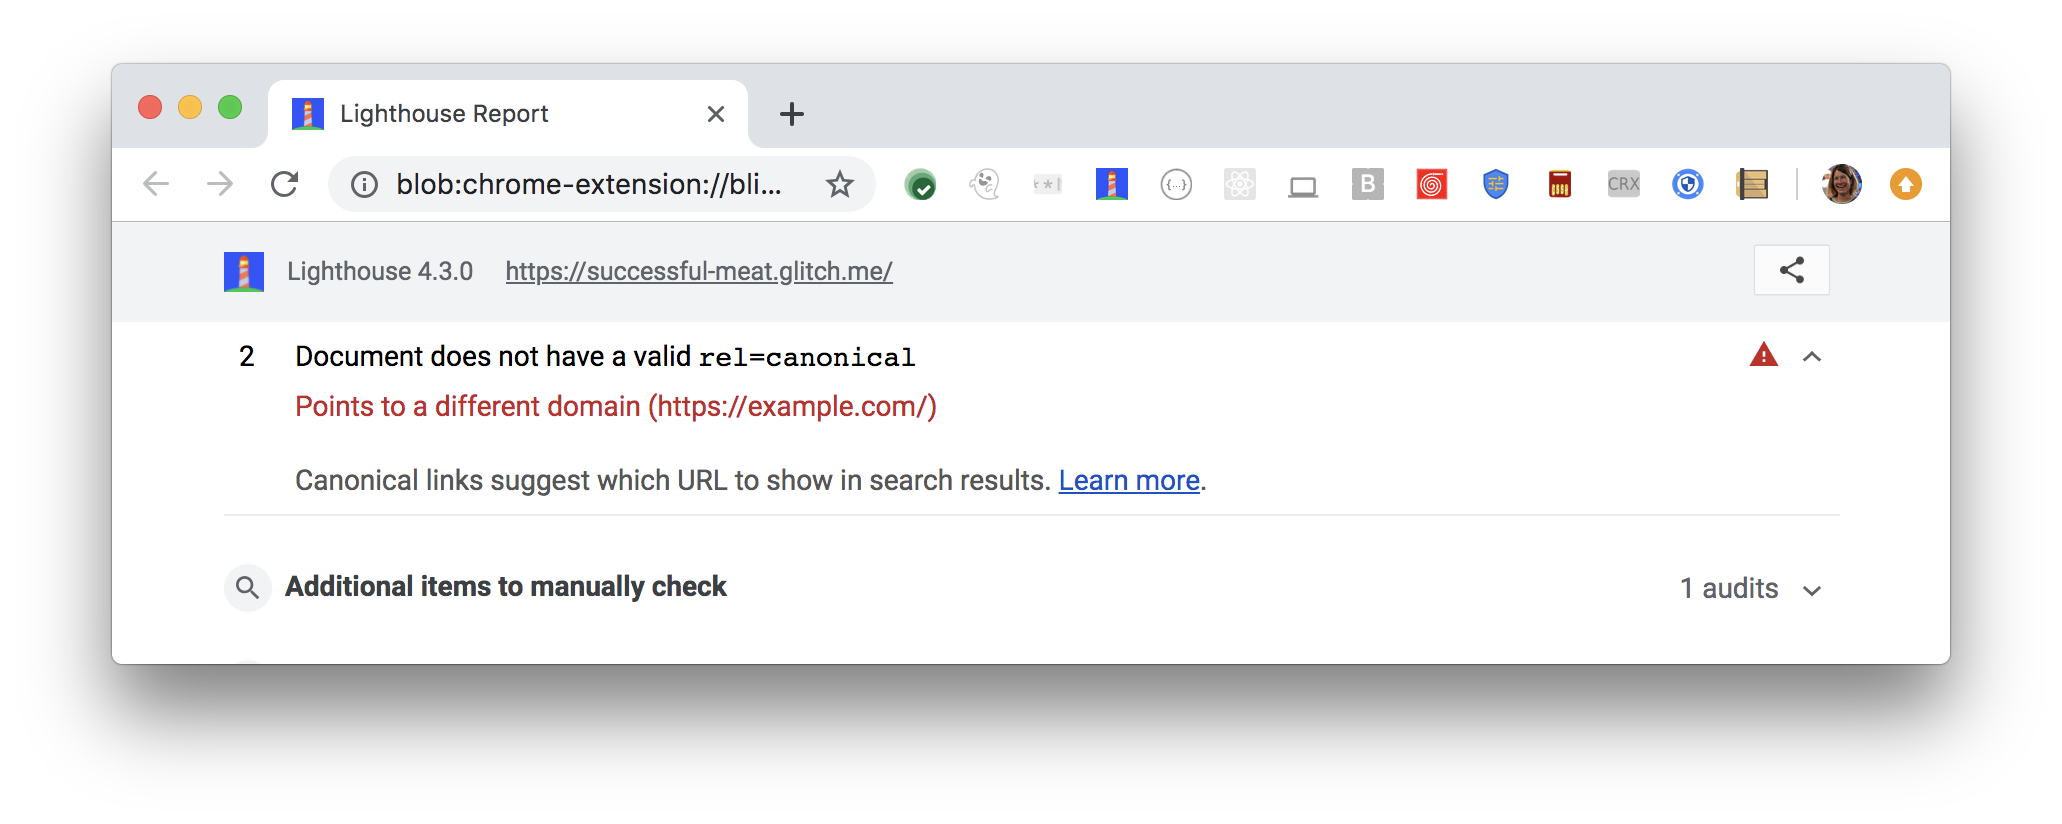 Lighthouse Report
blob:chrome-extension://bli...
{...}
B
CRX
Lighthouse 4.3.0 https://successful-meat.glitch.me/
2 Document does not have a valid rel=canonical
Points to a different domain (https://example.com/)
Canonical links suggest which URL to show in search results. Learn more.
Additional items to manually check 1 audits